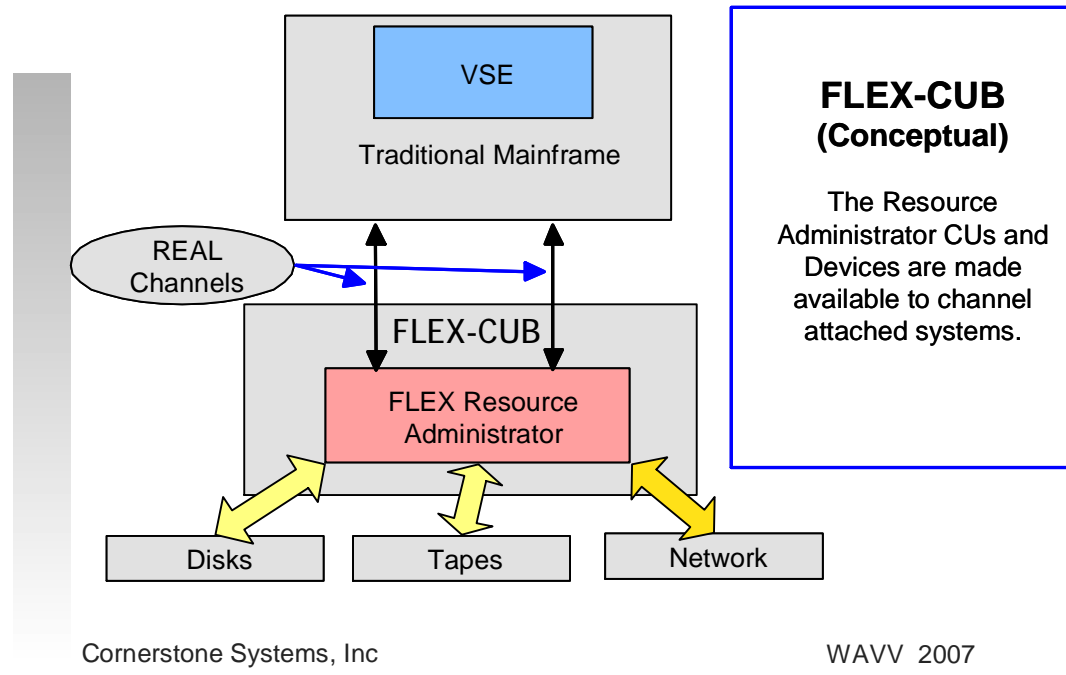 VSE
Traditional Mainframe
REAL
Channels
FLEX-CUB
FLEX Resource
Administrator
Disks
Tapes
Network
FLEX-CUB
(Conceptual)
The Resource
Administrator CUs and
Devices are made
available to channel
attached systems.
Cornerstone Systems, Inc
WAVV 2007